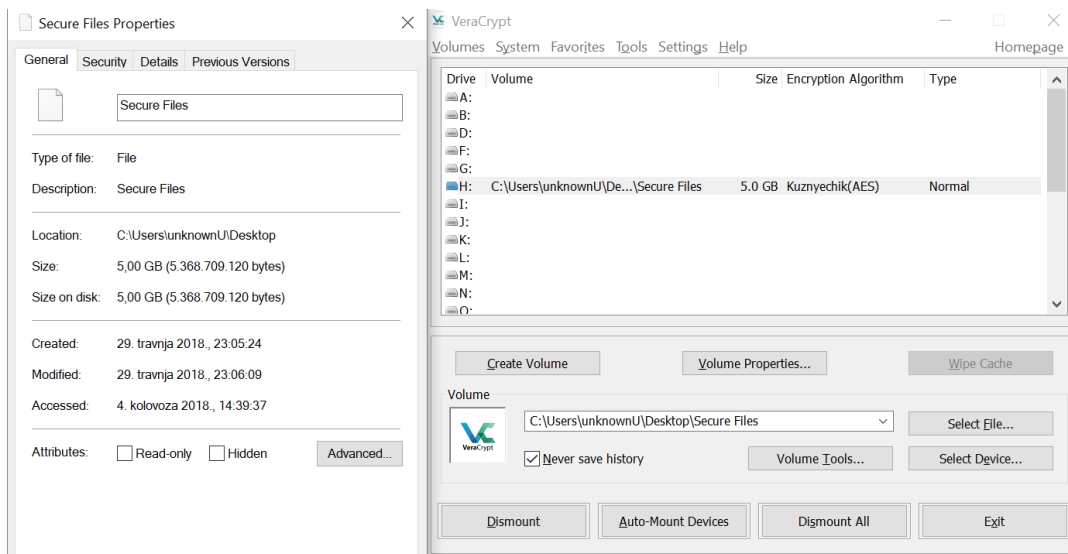 Secure Files Properties
General Security Details Previous Versions
Secure Files
Type of file: File
Description: Secure Files
Location: C:\Users\unknownU\Desktop
Size: 5,00 GB (5.368.709.120 bytes)
Size on disk: 5,00 GB (5.368.709.120 bytes)
Created: 29. travnja 2018., 23:05:24
Modified: 29. travnja 2018., 23:06:09
Accessed: 4. kolovoza 2018., 14:39:37
Attributes: Read-only Hidden Advanced...
VeraCrypt
Volumes System Favorites Tools Settings Help Homepage
Drive Volume Size Encryption Algorithm Type
A:
B:
D:
F:
G:
H: C:\Users\unknownU\De...\Secure Files 5.0 GB Kuznyechik(AES) Normal
I:
J:
K:
L:
M:
N:
O:
Create Volume Volume Properties... Wipe Cache
Volume
C:\Users\unknownU\Desktop\Secure Files Select File...
VeraCrypt
Never save history Volume Tools... Select Device...
Dismount Auto-Mount Devices Dismount All Exit